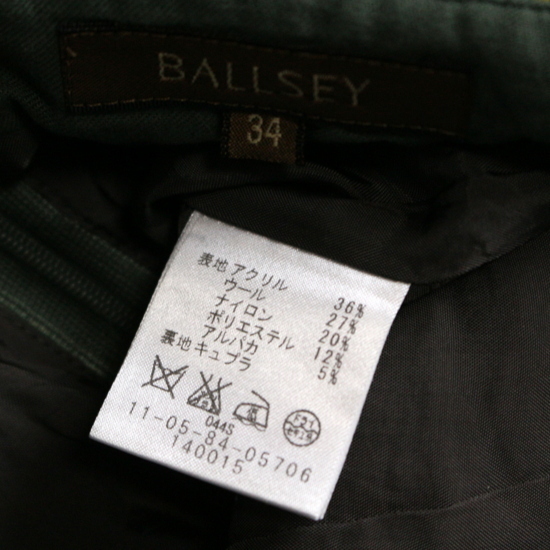 BALLSEY
34
表地 アクリル 36%
ウール 27%
ナイロン 20%
ポリエステル 12%
アルパカ 5%
裏地 キュプラ
044S
11-05-84-05706
140015